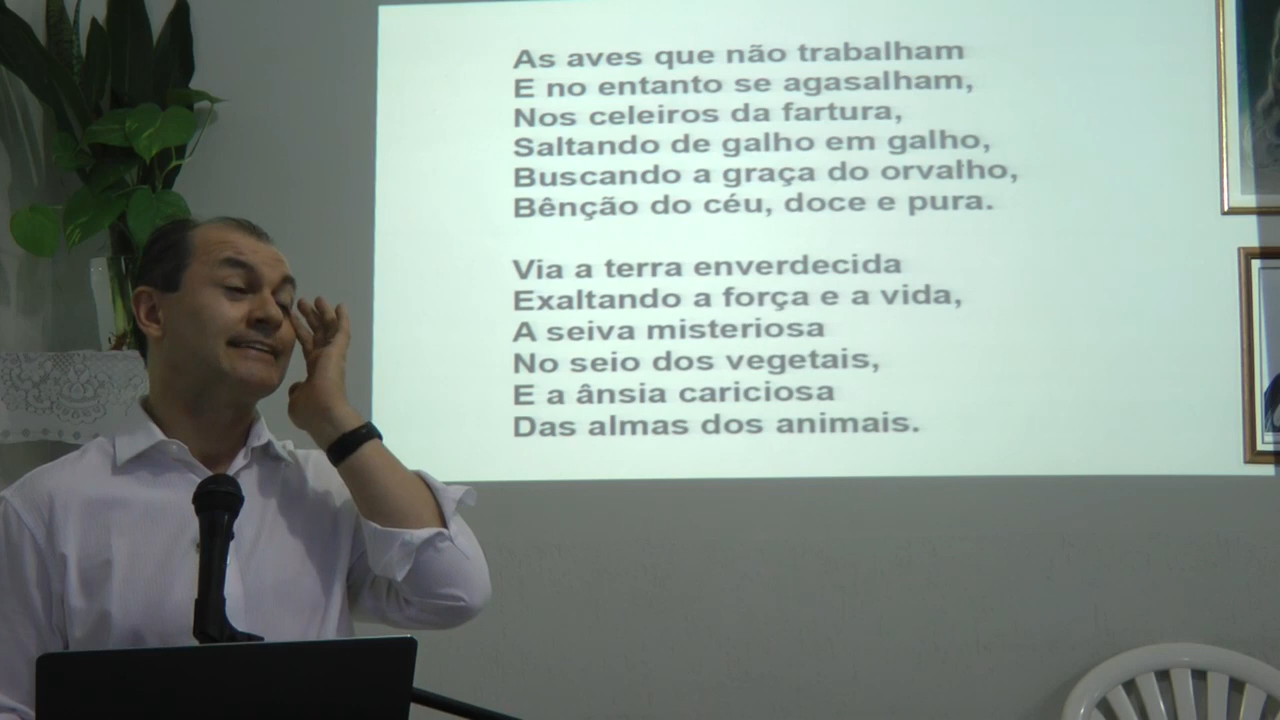 As aves que não trabalham
E no entanto se agasalham,
Nos celeiros da fartura,
Saltando de galho em galho,
Buscando a graça do orvalho,
Bênção do céu, doce e pura.
Via a terra enverdecida
Exaltando a força e a vida,
A seiva misteriosa
No seio dos vegetais,
E a ânsia cariciosa
Das almas dos animais.